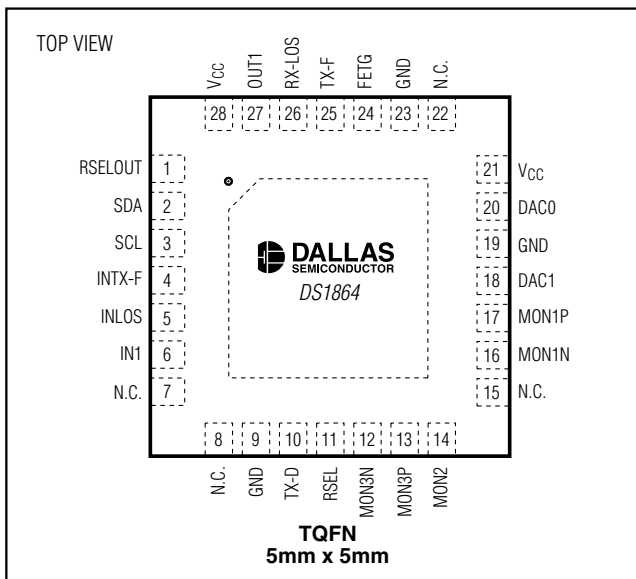 TOP VIEW
VCC
OUT1
RX-LOS
TX-F
FETG
GND
N.C.
28 27 26 25 24 23 22
RSELOUT 1
SDA 2
SCL 3
INTX-F 4
INLOS 5
IN1 6
N.C. 7
21 VCC
20 DAC0
19 GND
18 DAC1
17 MON1P
16 MON1N
15 N.C.
DALLAS
SEMICONDUCTOR
DS1864
8 9 10 11 12 13 14
N.C.
GND
TX-D
RSEL
MON3N
MON3P
MON2
TQFN
5mm x 5mm